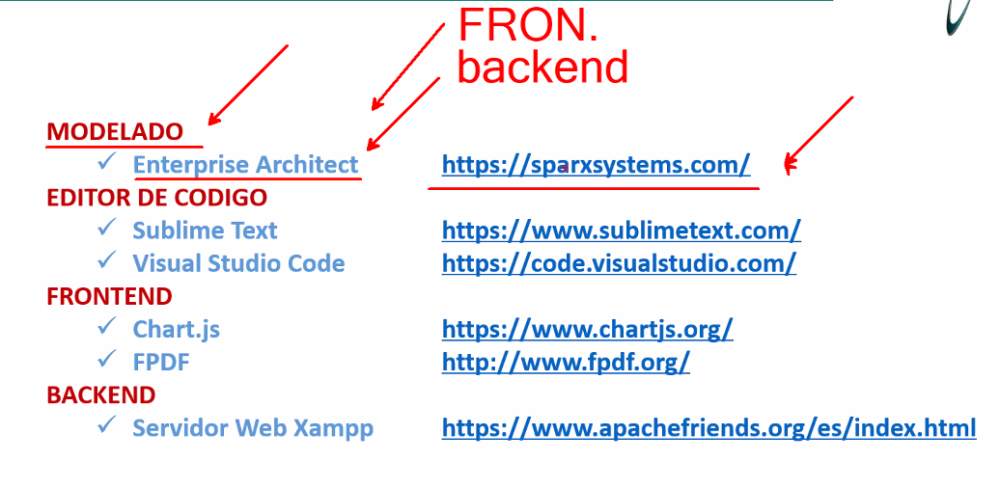 FRON.
backend
MODELADO
✓ Enterprise Architect https://sparxsystems.com/
EDITOR DE CODIGO
✓ Sublime Text https://www.sublimetext.com/
✓ Visual Studio Code https://code.visualstudio.com/
FRONTEND
✓ Chart.js https://www.chartjs.org/
✓ FPDF http://www.fpdf.org/
BACKEND
✓ Servidor Web Xampp https://www.apachefriends.org/es/index.html